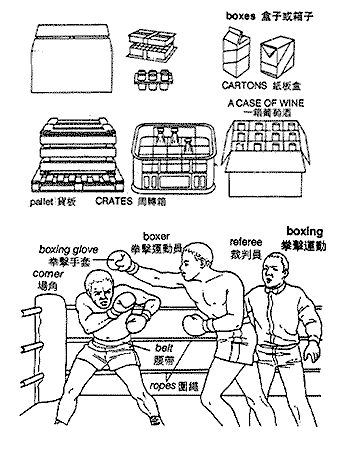 boxes 盒子或箱子
CARTONS 紙板盒
A CASE OF WINE
一箱葡萄酒
pallet 貨板
CRATES 周轉箱
boxing
拳擊運動
boxer
拳擊運動員
referee
裁判員
boxing glove
拳擊手套
corner
場角
belt
腰帶
ropes 圍繩